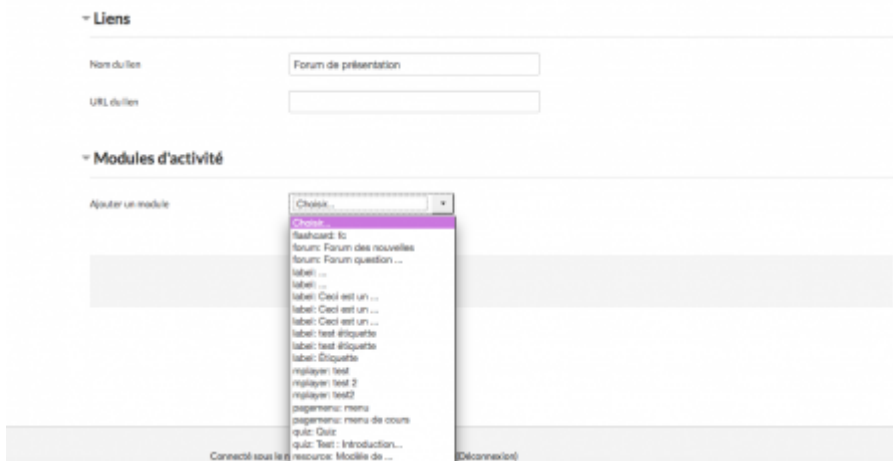 Liens
Nom du lien
Forum de présentation
URL du lien
Modules d'activité
Ajouter un module
Choisir...
Choisir...
flashcard: fc
forum: Forum des nouvelles
forum: Forum question ...
label: ...
label: ...
label: Ceci est un ...
label: Ceci est un ...
label: Ceci est un ...
label: test étiquette
label: test étiquette
label: Étiquette
mplayer: test
mplayer: test 2
mplayer: test2
pagemenu: menu
pagemenu: menu de cours
quiz: Quiz
quiz: Test : Introduction...
resource: Modèle de ...
Connecté sous le
(Déconnexion)